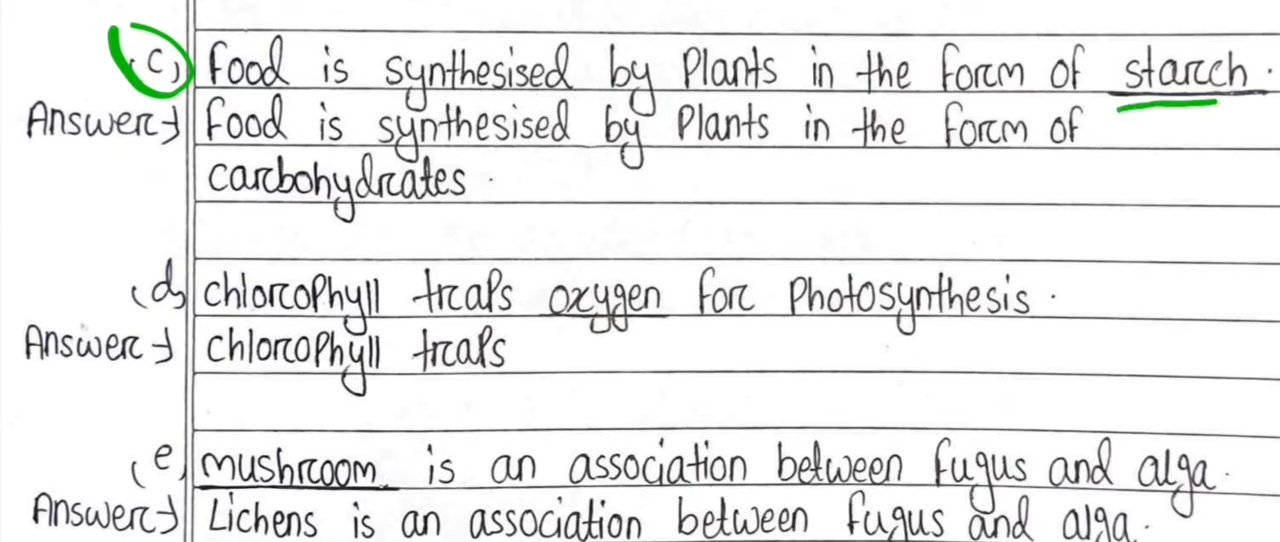 (c) Food is synthesised by Plants in the form of starch.
Answer → Food is synthesised by Plants in the form of
carbohydrates.
(d) chlorophyll traps oxygen for Photosynthesis.
Answer → chlorophyll traps
(e) mushroom is an association between fugus and alga.
Answer → Lichens is an association between fugus and alga.